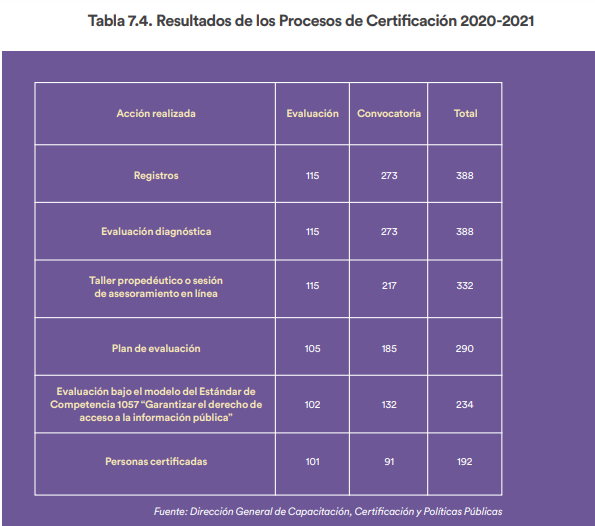 Tabla 7.4. Resultados de los Procesos de Certificación 2020-2021
Acción realizada Evaluación Convocatoria Total
Registros 115 273 388
Evaluación diagnóstica 115 273 388
Taller propedéutico o sesión
de asesoramiento en línea 115 217 332
Plan de evaluación 105 185 290
Evaluación bajo el modelo del Estándar de
Competencia 1057 “Garantizar el derecho de
acceso a la información pública” 102 132 234
Personas certificadas 101 91 192
Fuente: Dirección General de Capacitación, Certificación y Políticas Públicas